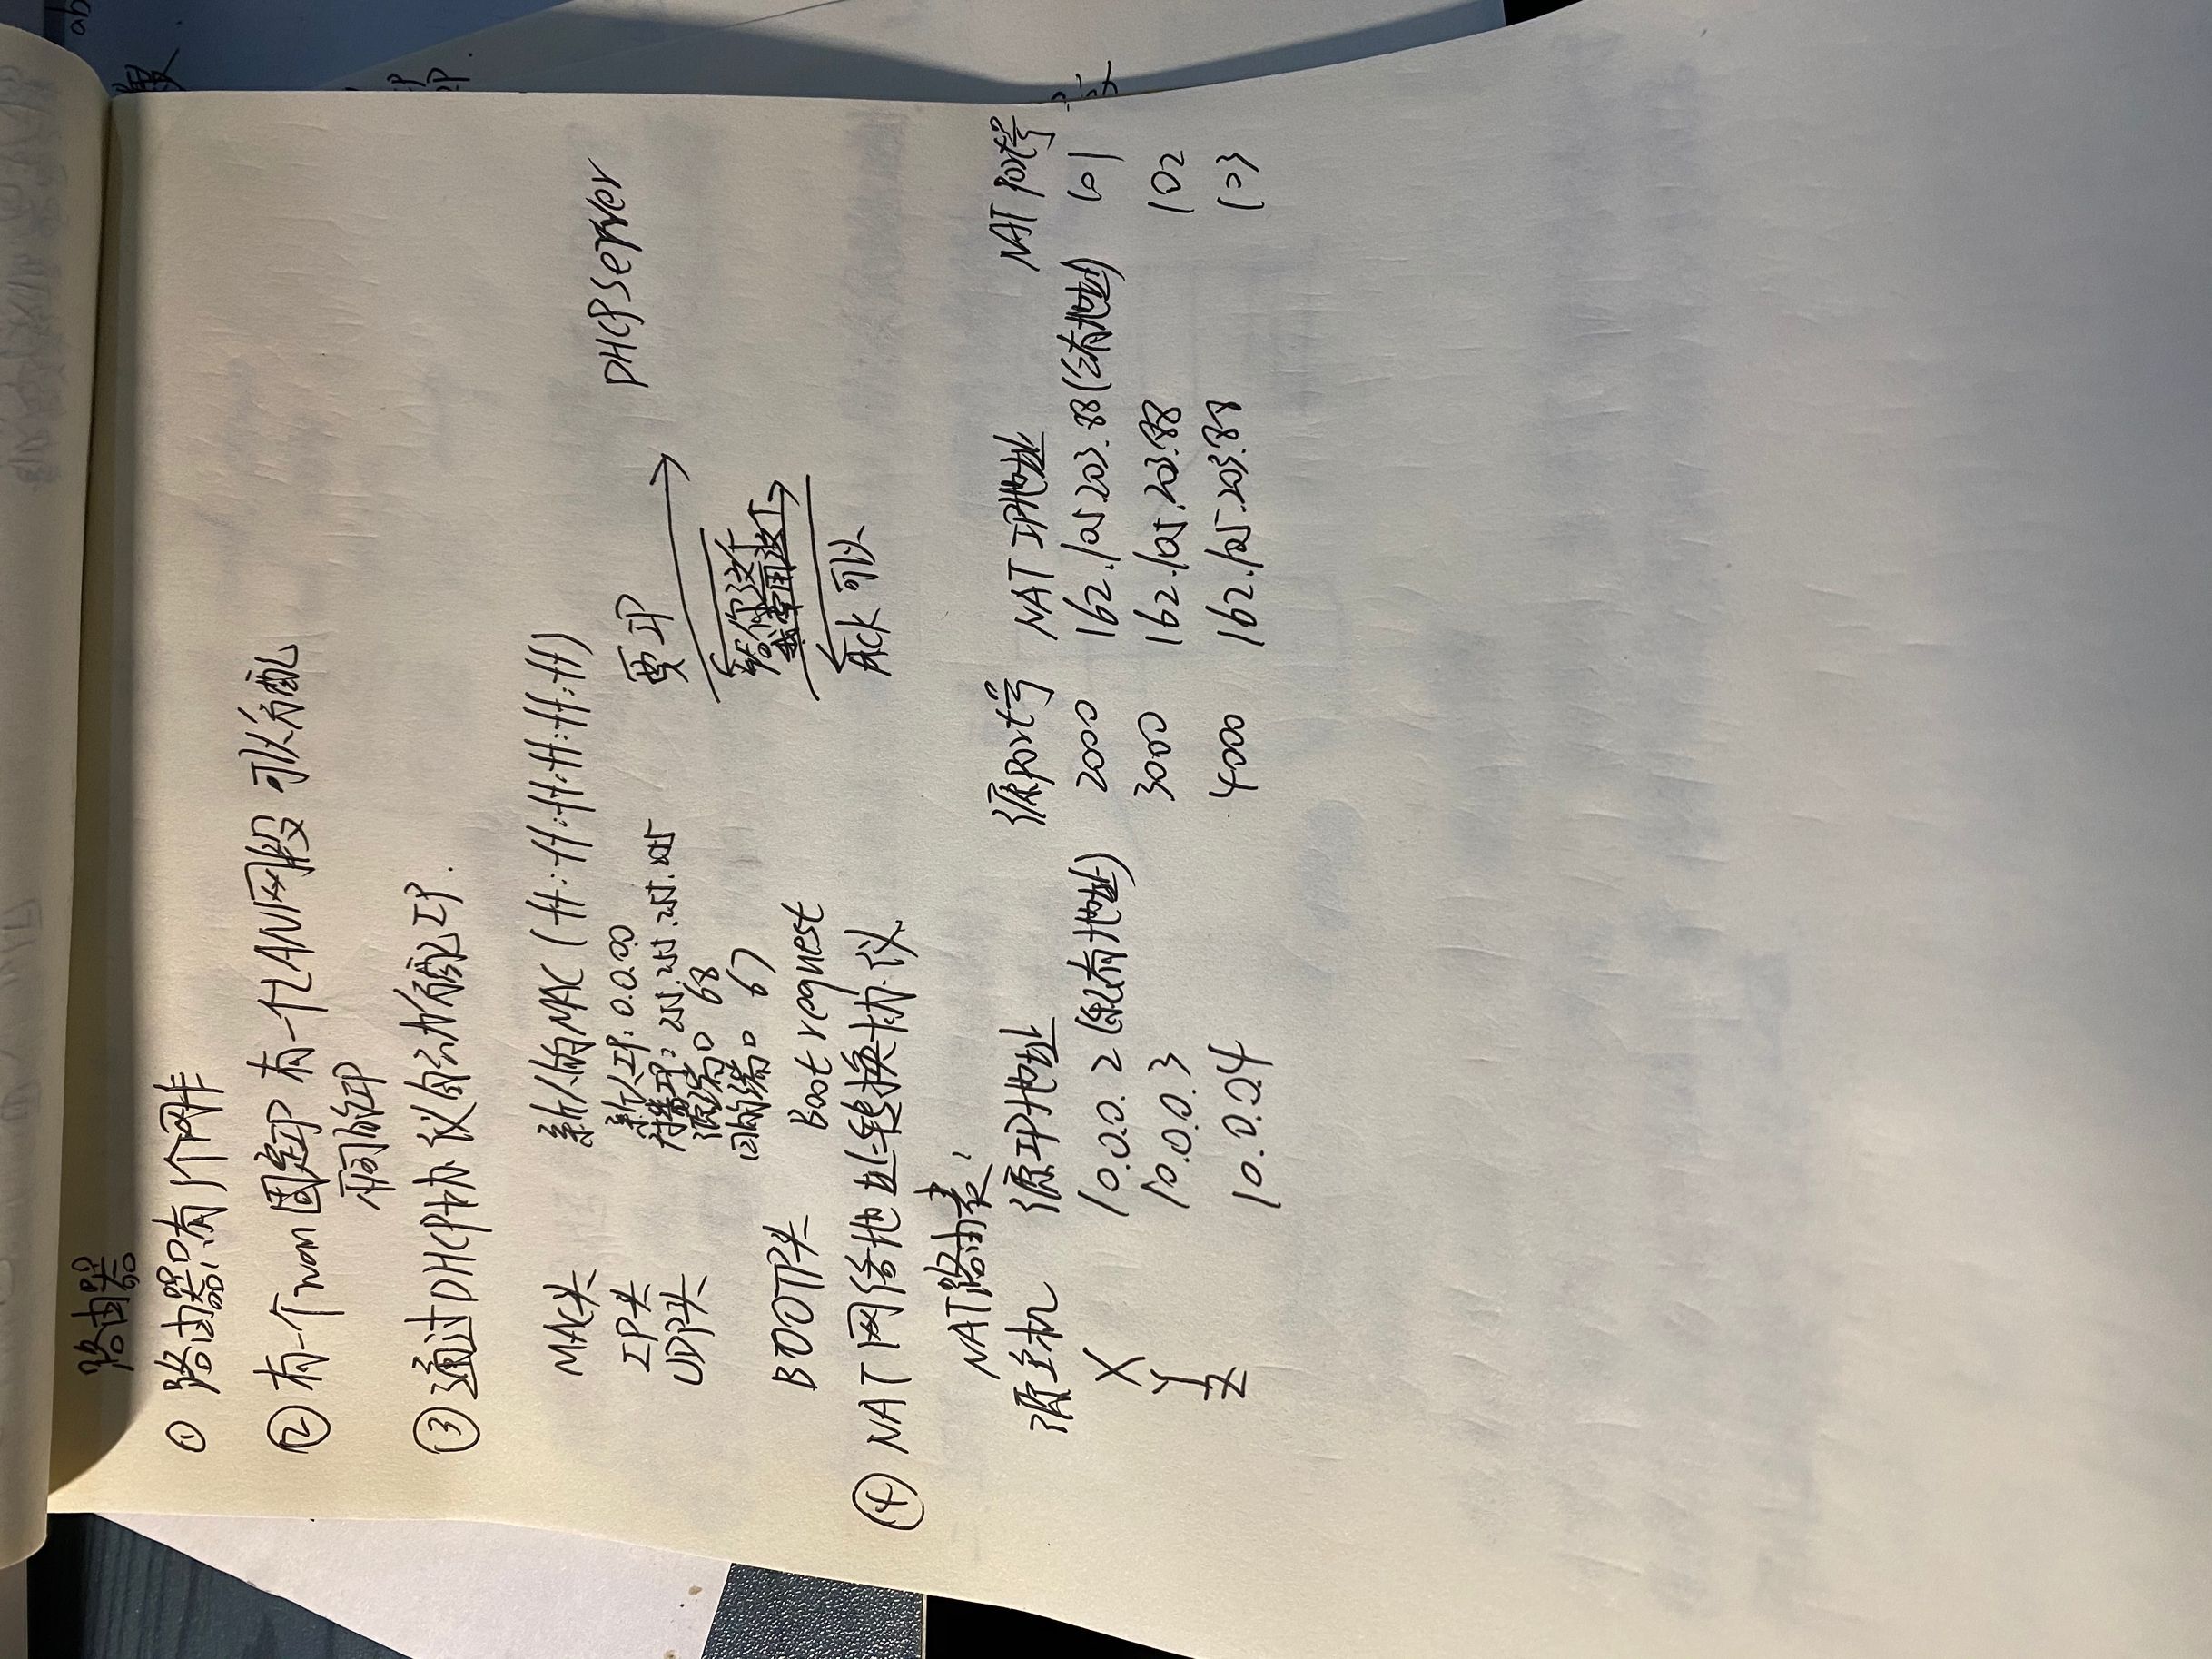 路由器
① 路由器只有1个网卡
② 有一个wan固定IP 有一个LAN网段 可以分配
不同的IP
③ 通过DHCP协议自动分配IP.
MAC头 新人的MAC (ff:ff:ff:ff:ff:ff)
DHCP Server
IP头 新人IP: 0.0.0.0
要IP
广播IP: 255.255.255.255
UDP头 源端口 68
目的端口 67
给你这个
我常用这个
BOOTP头 Boot request
Ack 可以
④ NAT 网络地址转换协议
NAT路由表:
源主机 源IP地址 源port号 NAT IP地址 NAT port号
X 10.0.0.2 (私有地址) 2000 162.105.203.88 (公有地址) 101
Y 10.0.0.3 3000 162.105.203.88 102
Z 10.0.0.4 4000 162.105.203.88 103